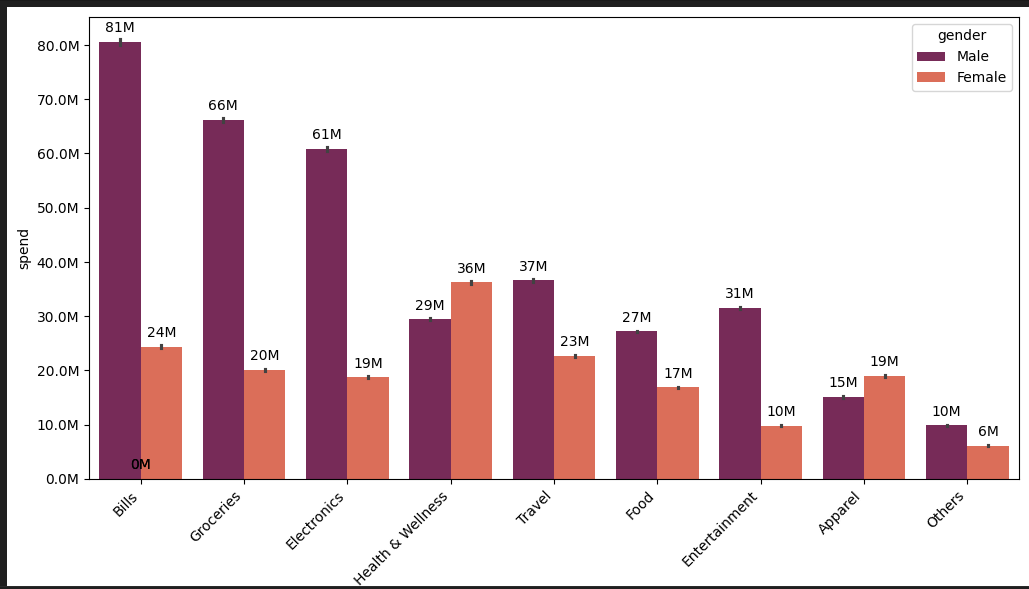 81M
80.0M
70.0M
60.0M
50.0M
40.0M
30.0M
20.0M
10.0M
0.0M
spend
gender
Male
Female
66M
61M
29M
36M
37M
27M
31M
24M
20M
19M
23M
17M
10M
15M
19M
10M
6M
0M
Bills
Groceries
Electronics
Health & Wellness
Travel
Food
Entertainment
Apparel
Others